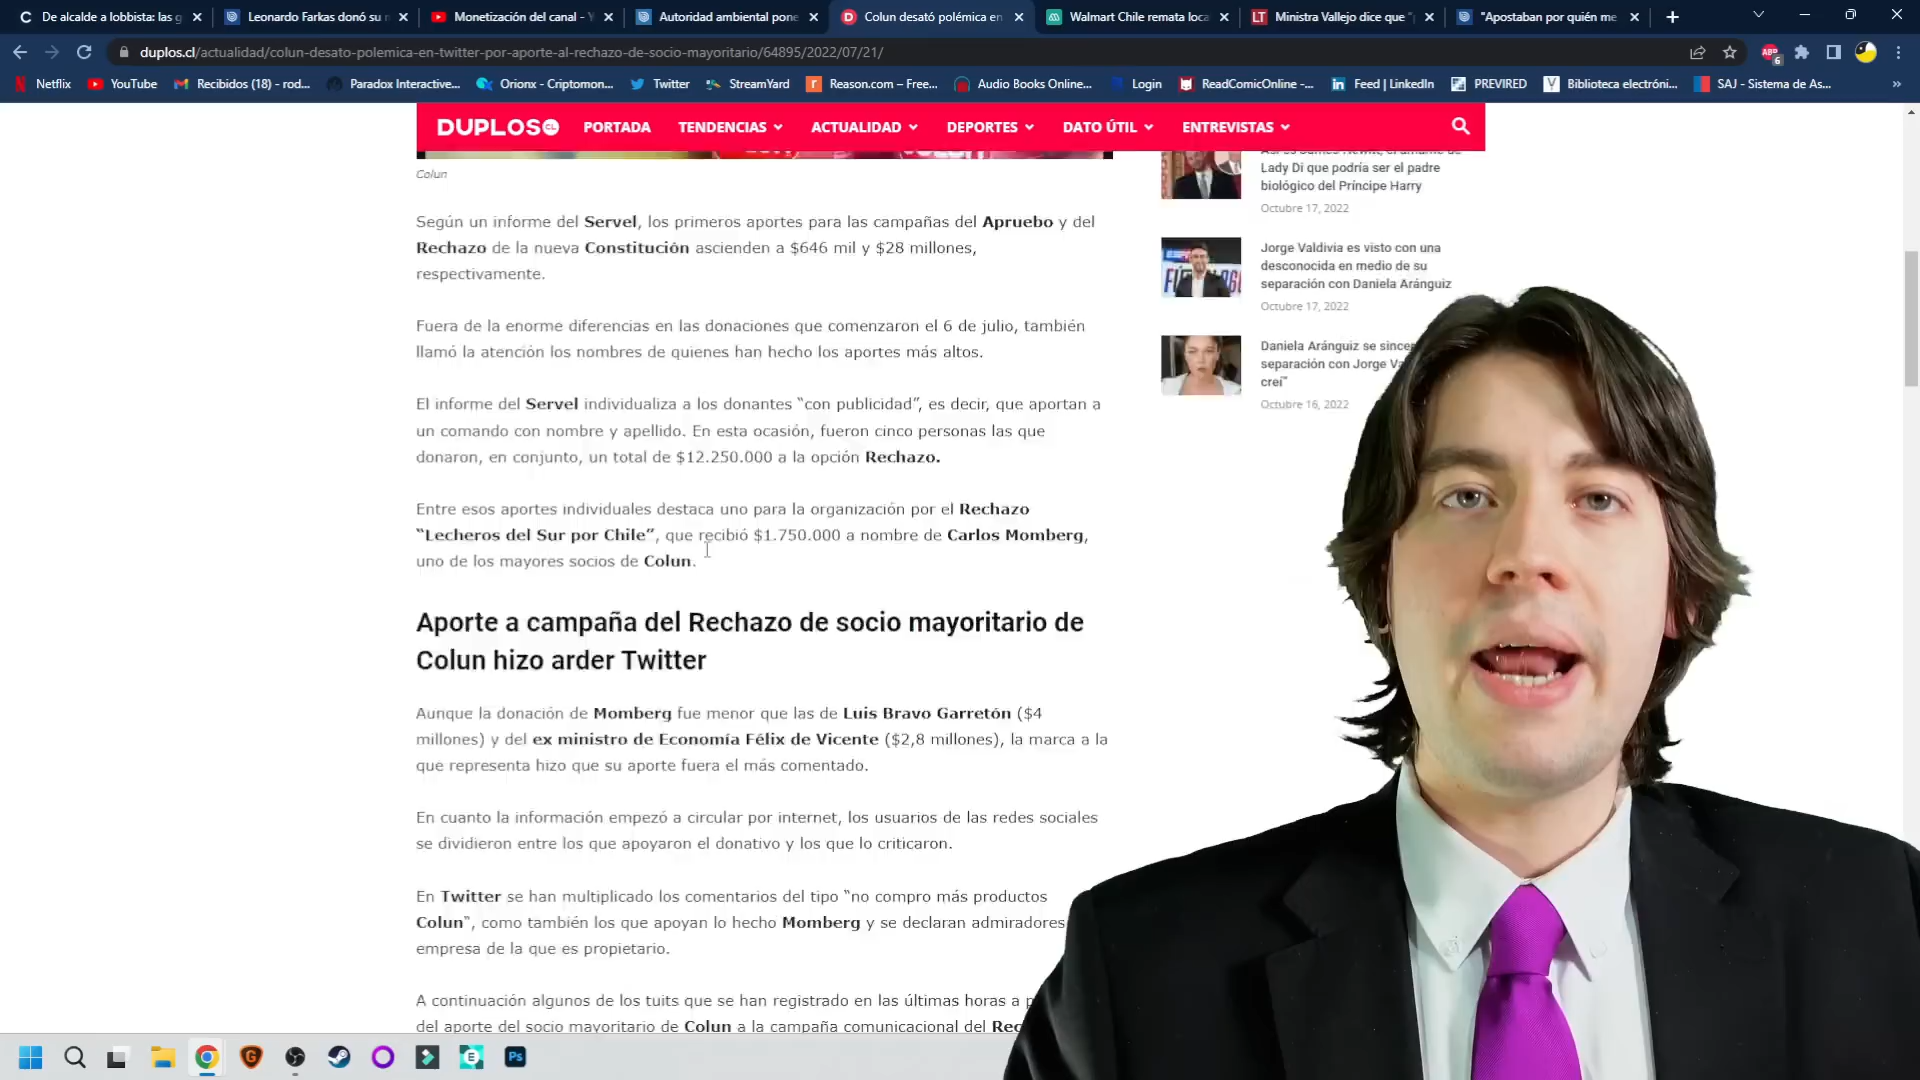 De alcalde a lobbista: las g
Leonardo Farkas donó su
Monetización del canal - Y
Autoridad ambiental pone
Colun desató polémica en
Walmart Chile remata loca
Ministra Vallejo dice que "
"Apostaban por quién me
duplos.cl/actualidad/colun-desato-polemica-en-twitter-por-aporte-al-rechazo-de-socio-mayoritario/64895/2022/07/21/
Netflix
YouTube
Recibidos (18) - rod...
Paradox Interactive...
Orionx - Criptomon...
Twitter
StreamYard
Reason.com – Free...
Audio Books Online...
Login
ReadComicOnline -...
Feed | LinkedIn
PREVIRED
Biblioteca electróni...
SAJ - Sistema de As...
DUPLOS CL
PORTADA
TENDENCIAS
ACTUALIDAD
DEPORTES
DATO ÚTIL
ENTREVISTAS
Colun
Según un informe del Servel, los primeros aportes para las campañas del Apruebo y del
Rechazo de la nueva Constitución ascienden a $646 mil y $28 millones,
respectivamente.
Fuera de la enorme diferencias en las donaciones que comenzaron el 6 de julio, también
llamó la atención los nombres de quienes han hecho los aportes más altos.
El informe del Servel individualiza a los donantes “con publicidad”, es decir, que aportan a
un comando con nombre y apellido. En esta ocasión, fueron cinco personas las que
donaron, en conjunto, un total de $12.250.000 a la opción Rechazo.
Entre esos aportes individuales destaca uno para la organización por el Rechazo
“Lecheros del Sur por Chile”, que recibió $1.750.000 a nombre de Carlos Momberg,
uno de los mayores socios de Colun.
Aporte a campaña del Rechazo de socio mayoritario de
Colun hizo arder Twitter
Aunque la donación de Momberg fue menor que las de Luis Bravo Garretón ($4
millones) y del ex ministro de Economía Félix de Vicente ($2,8 millones), la marca a la
que representa hizo que su aporte fuera el más comentado.
En cuanto la información empezó a circular por internet, los usuarios de las redes sociales
se dividieron entre los que apoyaron el donativo y los que lo criticaron.
En Twitter se han multiplicado los comentarios del tipo “no compro más productos
Colun“, como también los que apoyan lo hecho Momberg y se declaran admiradores
empresa de la que es propietario.
A continuación algunos de los tuits que se han registrado en las últimas horas a p
del aporte del socio mayoritario de Colun a la campaña comunicacional del Rec
Lady Di que podría ser el padre
biológico del Príncipe Harry
Octubre 17, 2022
Jorge Valdivia es visto con una
desconocida en medio de su
separación con Daniela Aránguiz
Octubre 17, 2022
Daniela Aránguiz se since
separación con Jorge Va
creí”
Octubre 16, 2022